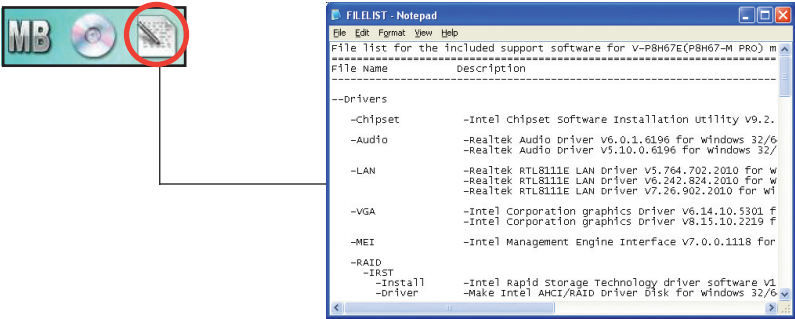 MB
FILELIST - Notepad
File Edit Format View Help
File list for the included support software for V-P8H67E(P8H67-M PRO) m
File Name Description
--Drivers
-Chipset -Intel Chipset Software Installation Utility V9.2.
-Audio -Realtek Audio Driver V6.0.1.6196 for Windows 32/6
-Realtek Audio Driver V5.10.0.6196 for Windows 32/
-LAN -Realtek RTL8111E LAN Driver V5.764.702.2010 for W
-Realtek RTL8111E LAN Driver V6.242.824.2010 for W
-Realtek RTL8111E LAN Driver V7.26.902.2010 for Wi
-VGA -Intel Corporation graphics Driver V6.14.10.5301 f
-Intel Corporation graphics Driver V8.15.10.2219 f
-MEI -Intel Management Engine Interface V7.0.0.1118 for
-RAID
-IRST
-Install -Intel Rapid Storage Technology driver software V1
-Driver -Make Intel AHCI/RAID Driver Disk for Windows 32/6